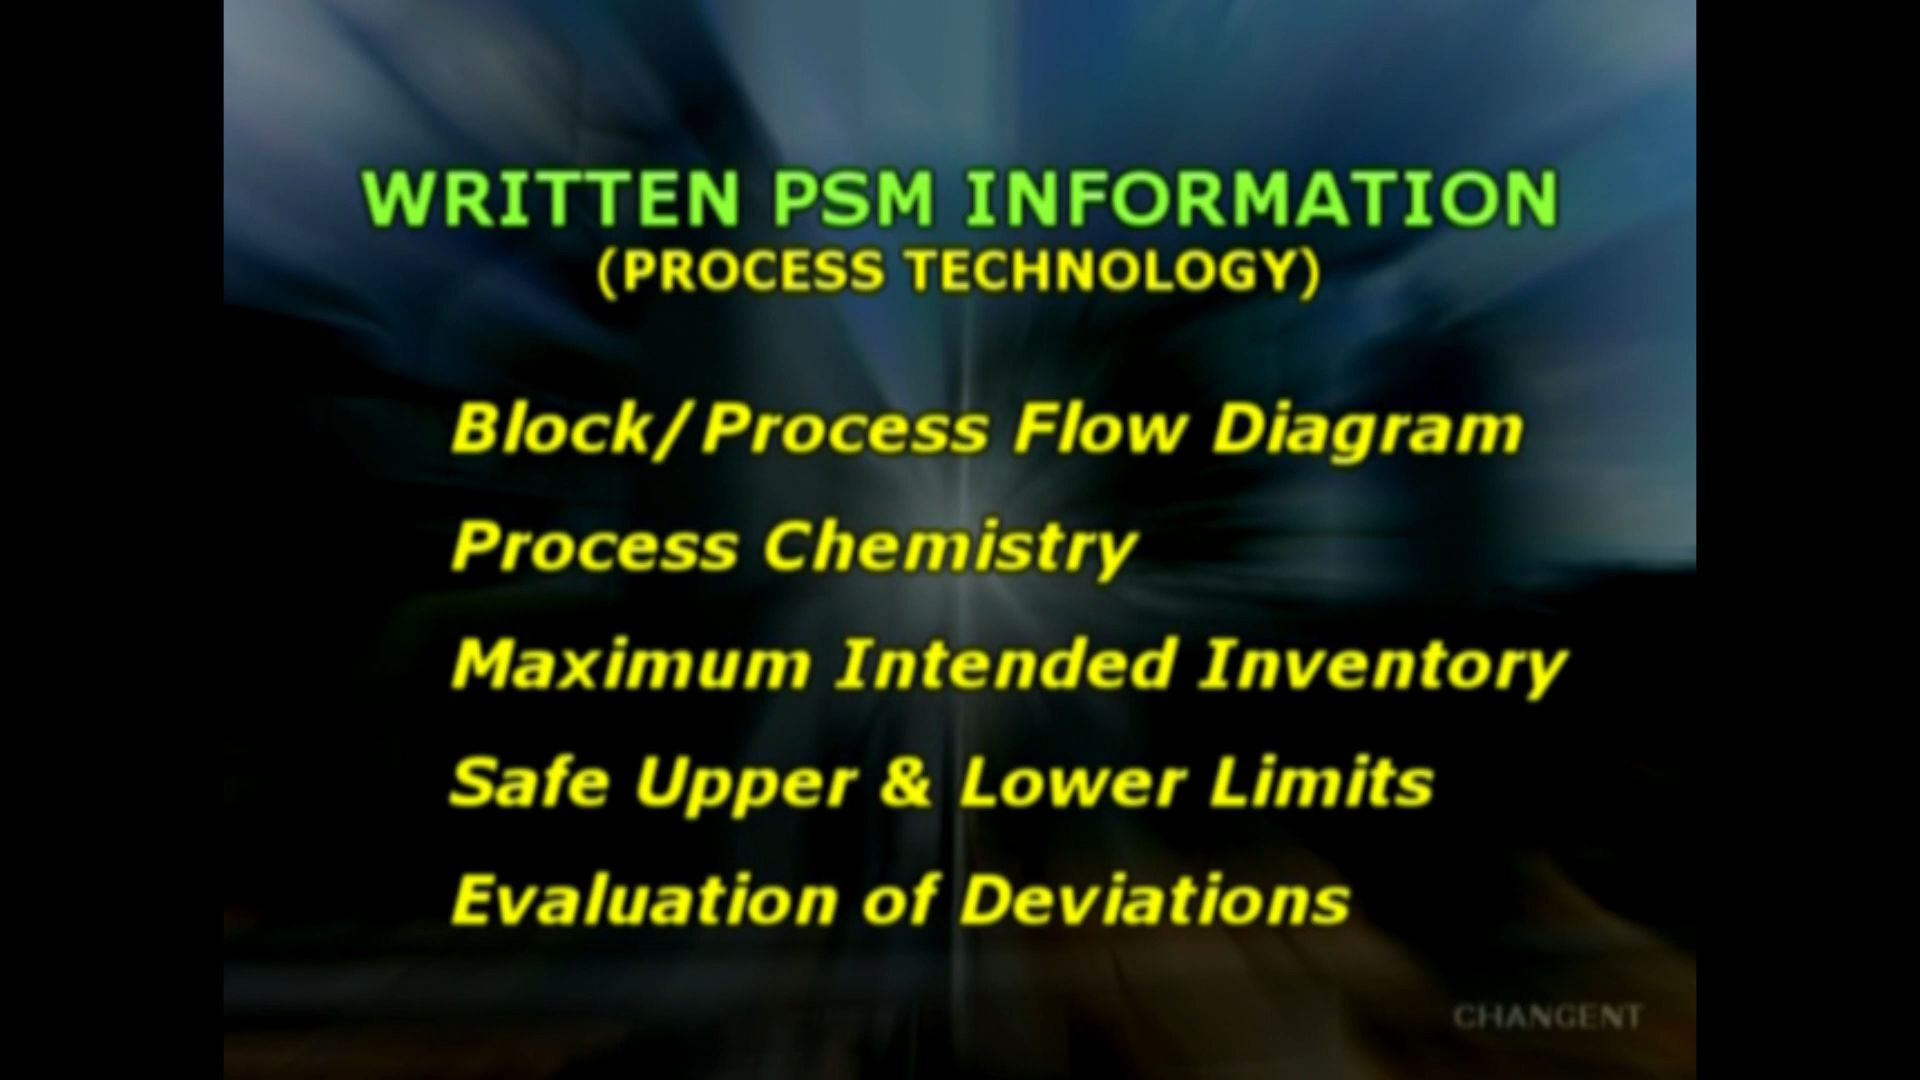 WRITTEN PSM INFORMATION
(PROCESS TECHNOLOGY)
Block/Process Flow Diagram
Process Chemistry
Maximum Intended Inventory
Safe Upper & Lower Limits
Evaluation of Deviations
CHANGENT